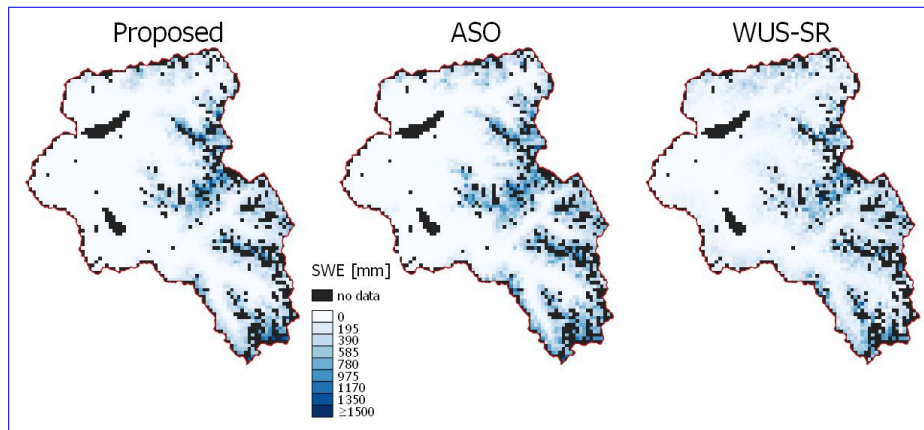 Proposed
ASO
WUS-SR
SWE [mm]
no data
0
195
390
585
780
975
1170
1350
≥1500